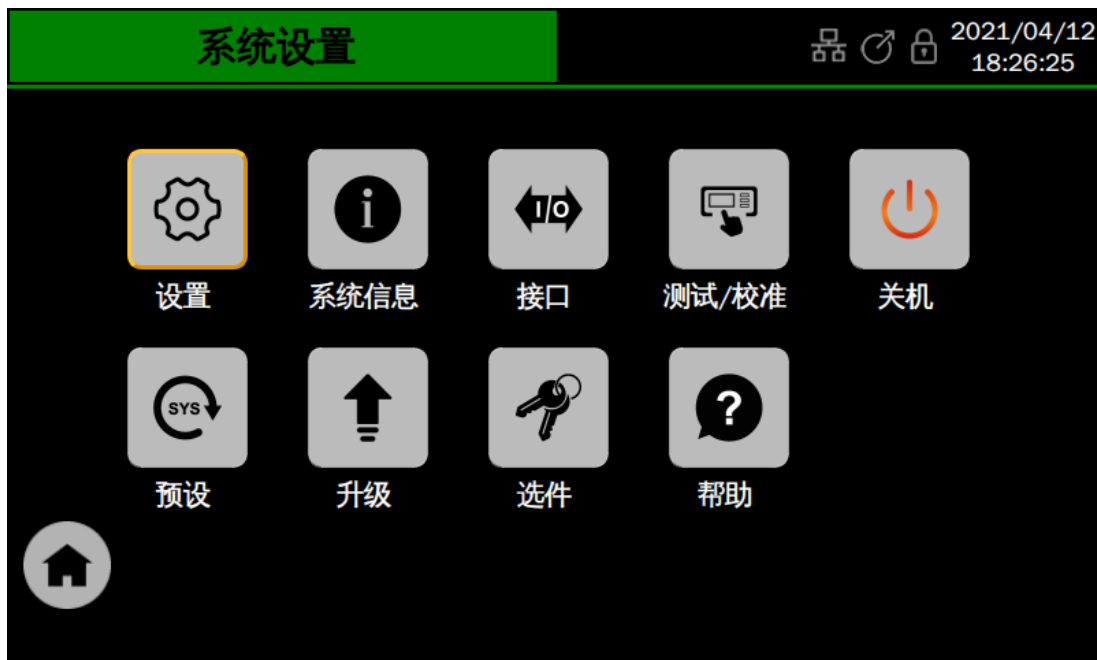 系统设置
2021/04/12
18:26:25
I/O
设置
系统信息
接口
测试/校准
关机
SYS
?
预设
升级
选件
帮助